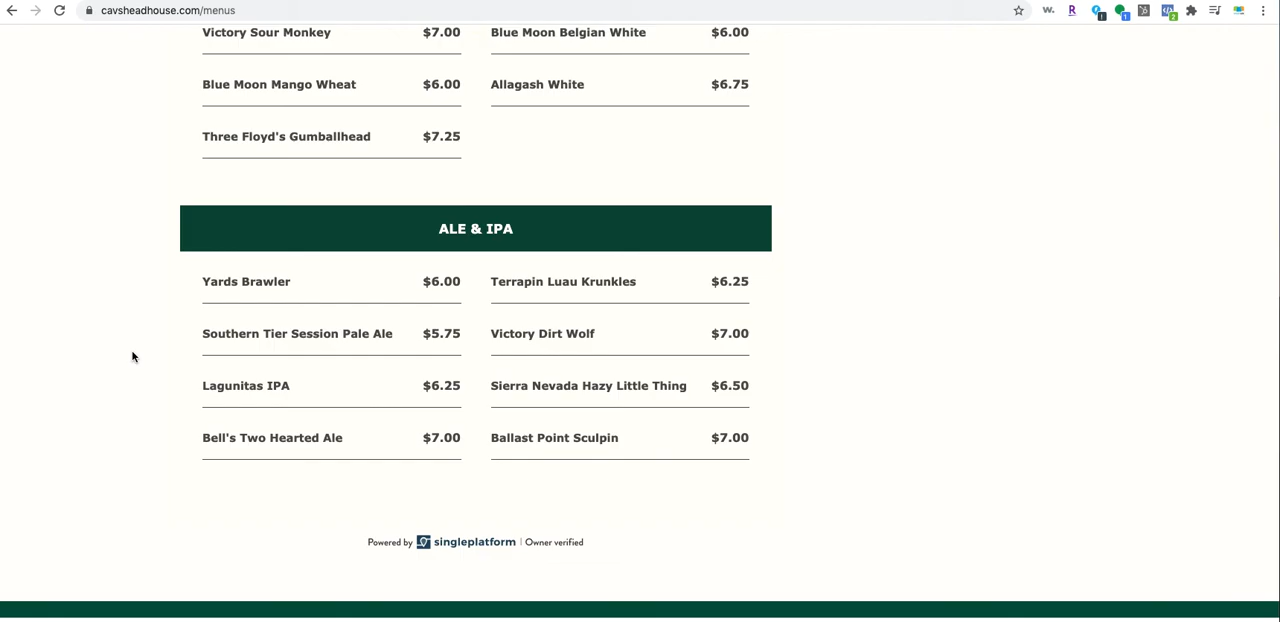 cavsheadhouse.com/menus
Victory Sour Monkey $7.00 Blue Moon Belgian White $6.00
Blue Moon Mango Wheat $6.00 Allagash White $6.75
Three Floyd's Gumballhead $7.25
ALE & IPA
Yards Brawler $6.00 Terrapin Luau Krunkles $6.25
Southern Tier Session Pale Ale $5.75 Victory Dirt Wolf $7.00
Lagunitas IPA $6.25 Sierra Nevada Hazy Little Thing $6.50
Bell's Two Hearted Ale $7.00 Ballast Point Sculpin $7.00
Powered by singleplatform | Owner verified